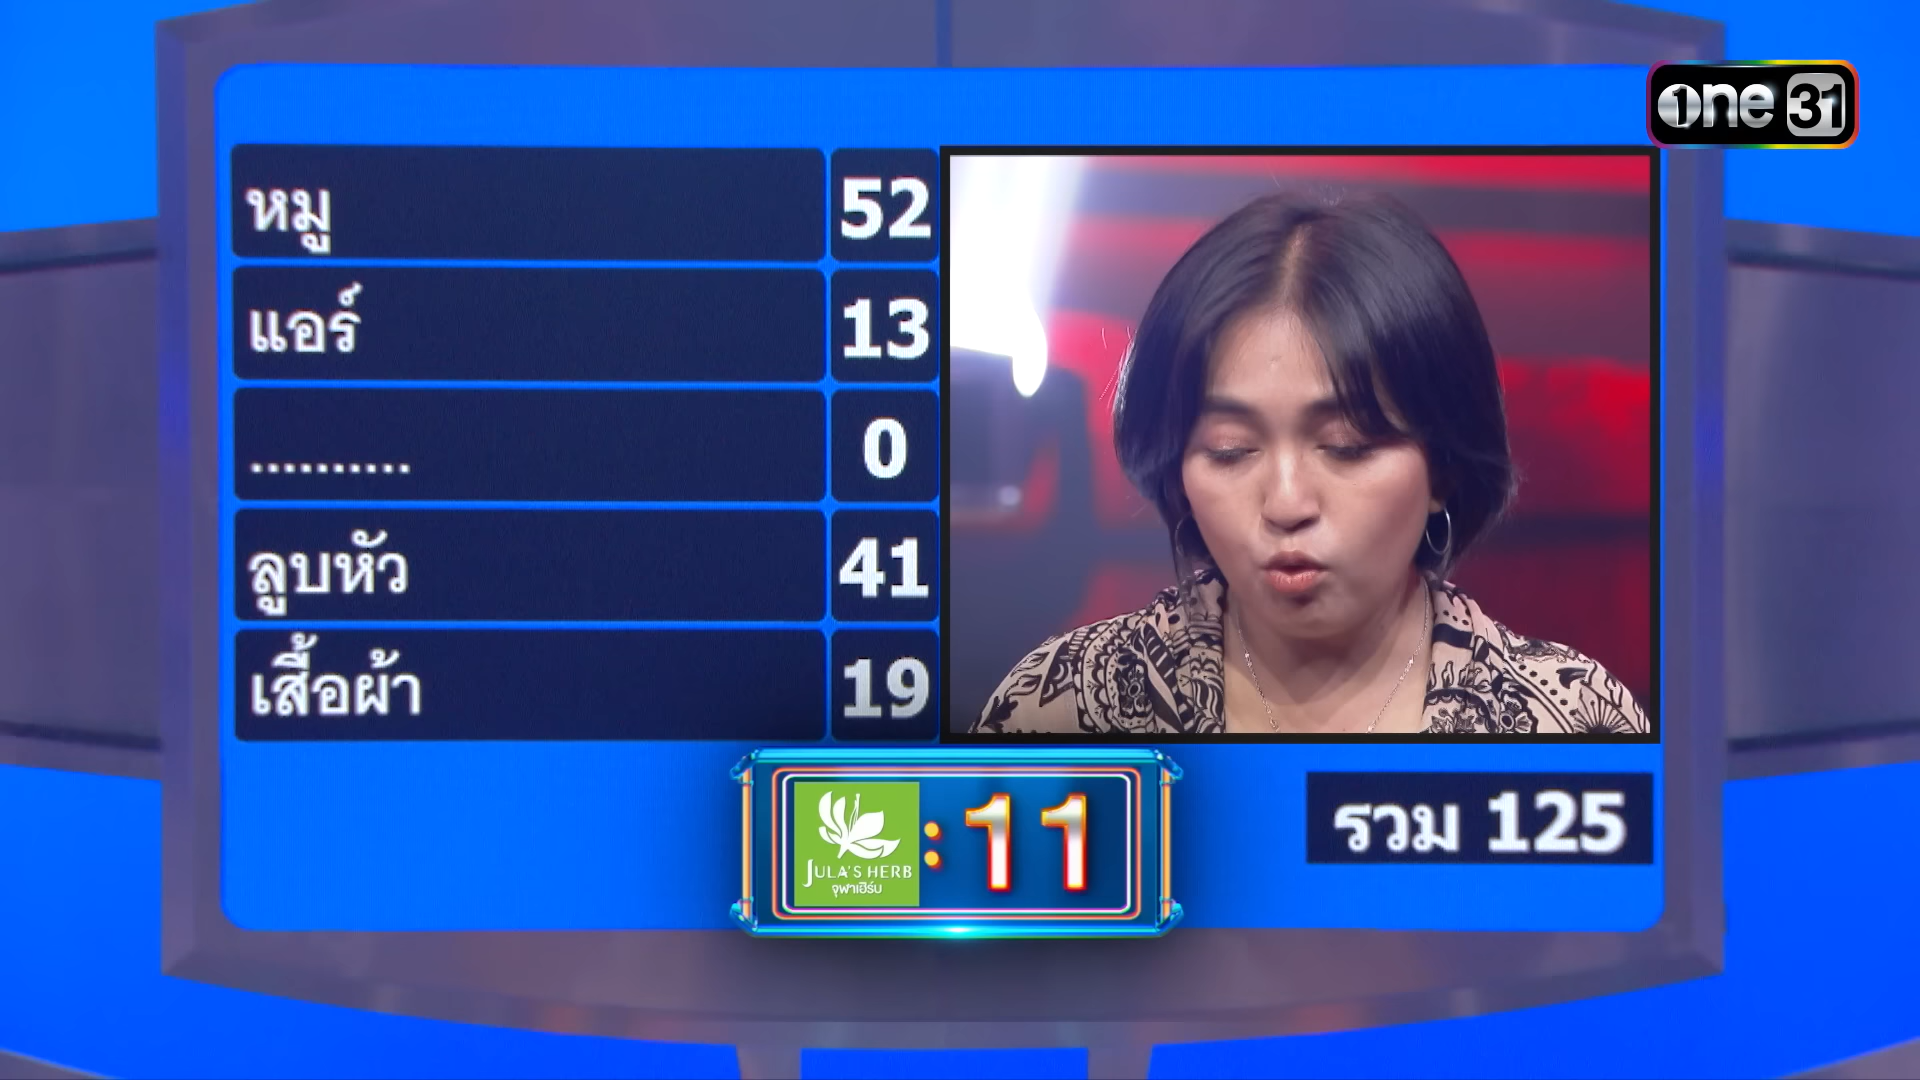 one 31
หมู 52
แอร์ 13
.......... 0
ลูบหัว 41
เสื้อผ้า 19
JULA'S HERB
จุฬาเฮิร์บ
: 11
รวม 125